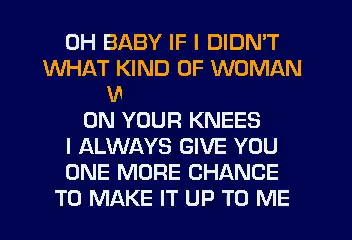 OH BABY IF I DIDN'T
WHAT KIND OF WOMAN
ON YOUR KNEES
I ALWAYS GIVE YOU
ONE MORE CHANCE
TO MAKE IT UP TO ME